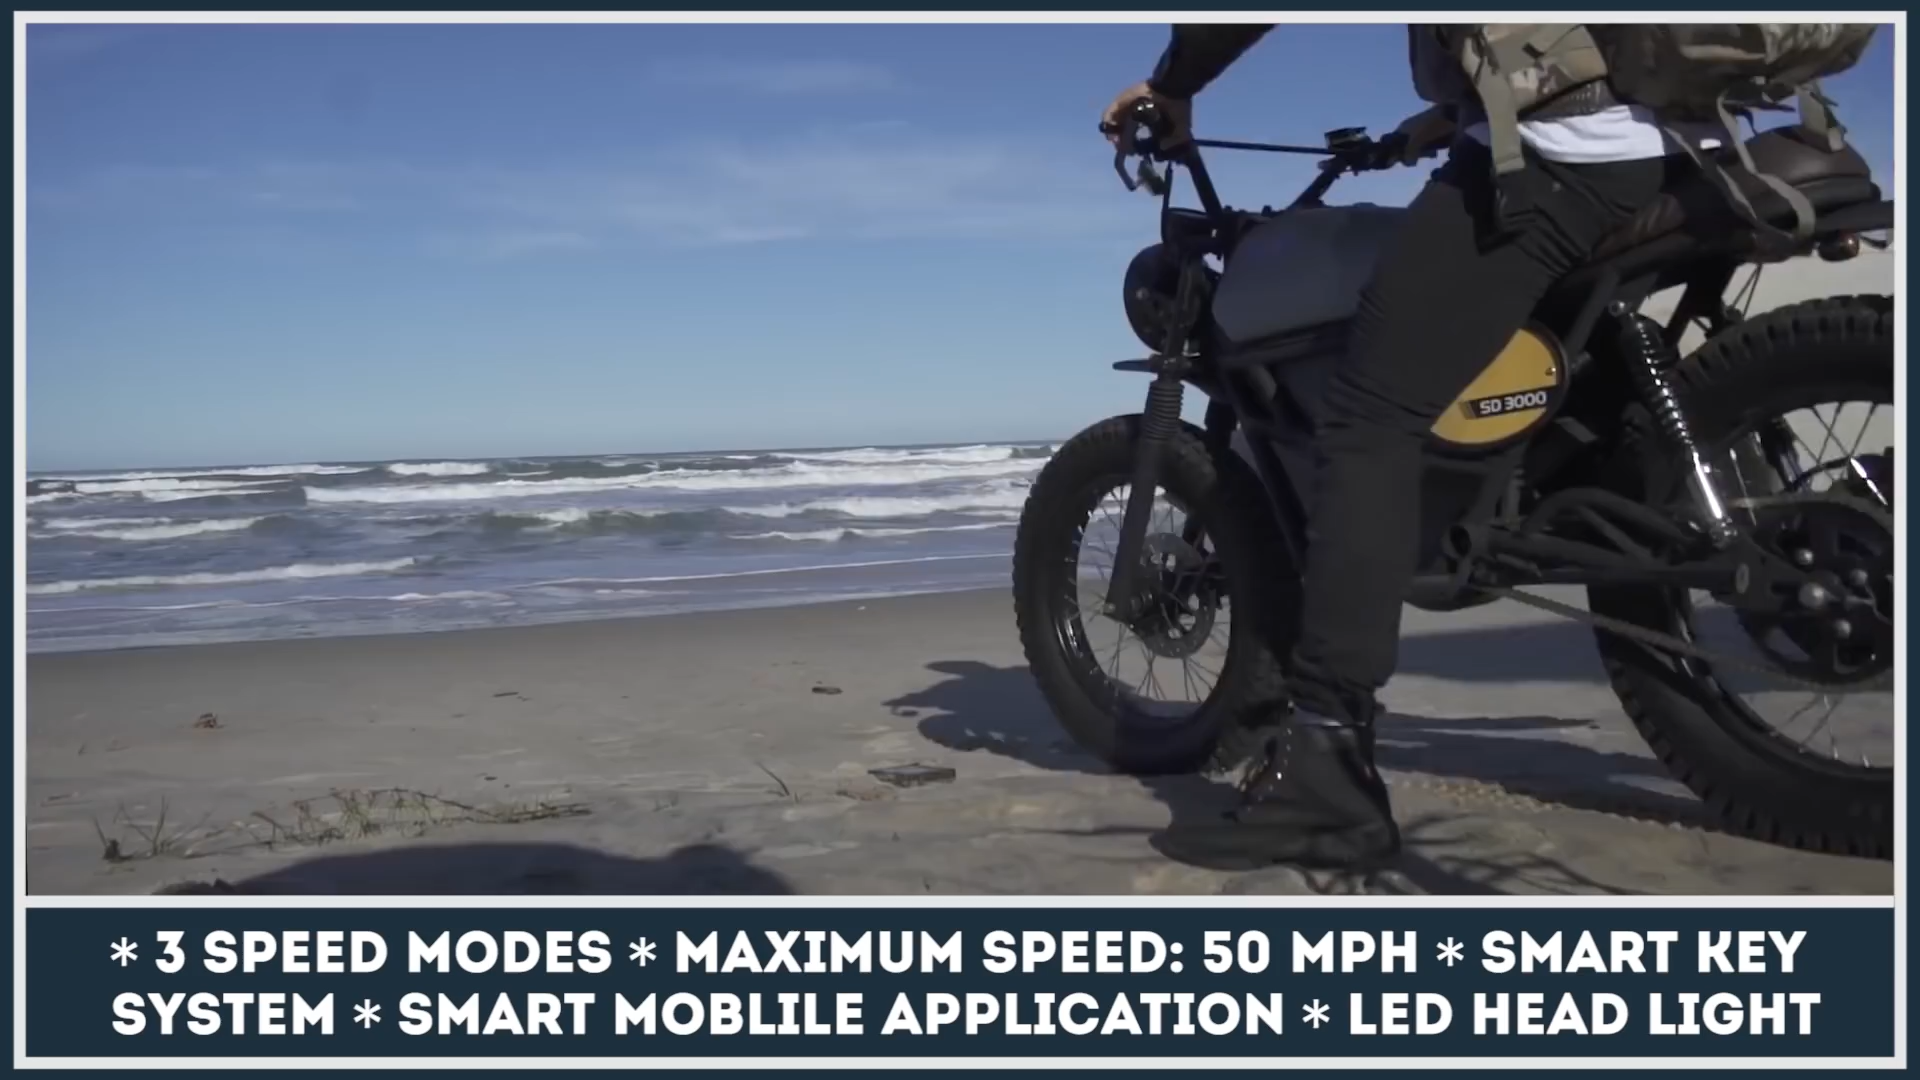 SD 3000
* 3 SPEED MODES * MAXIMUM SPEED: 50 MPH * SMART KEY
SYSTEM * SMART MOBLILE APPLICATION * LED HEAD LIGHT